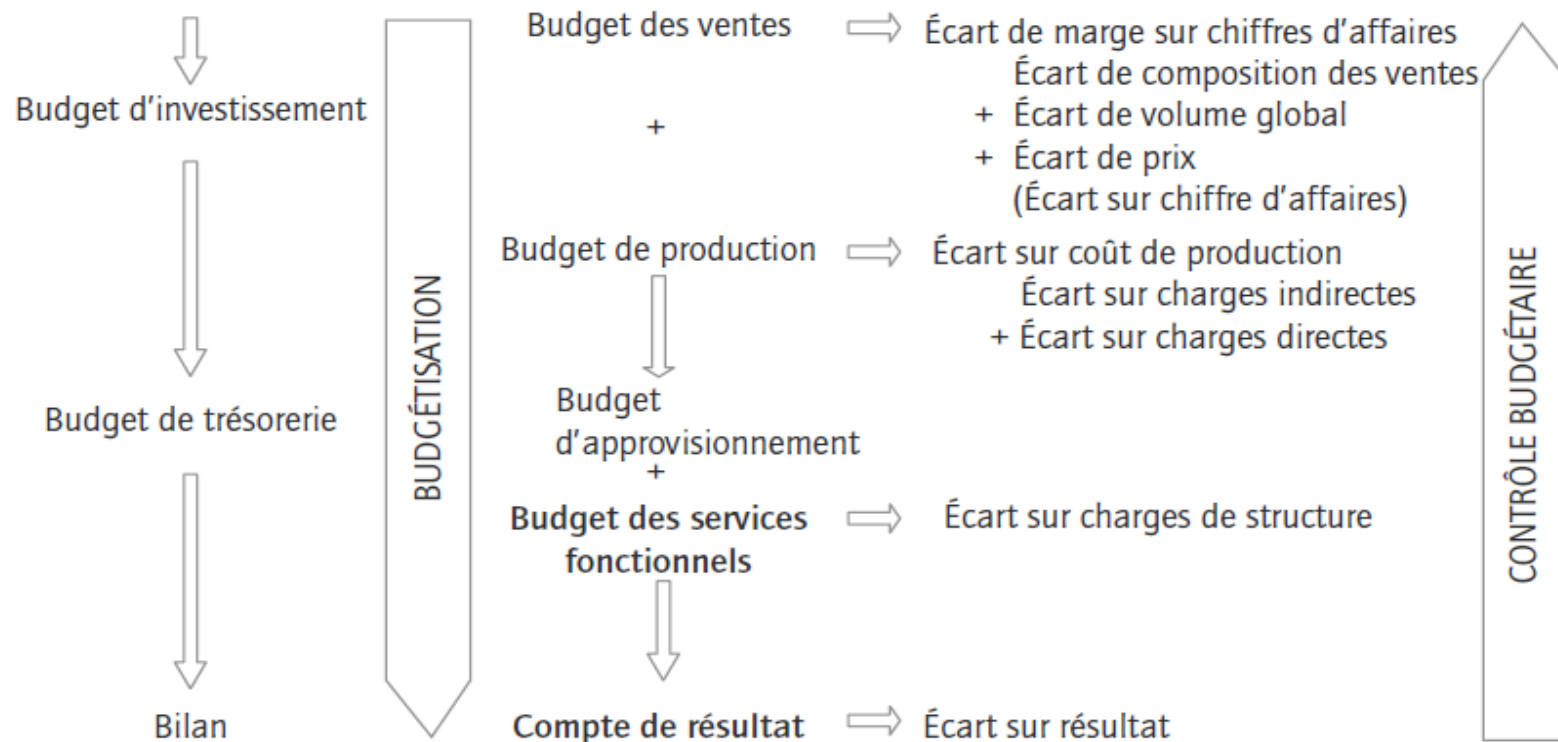 Budget d'investissement
Budget de trésorerie
Bilan
BUDGÉTISATION
Budget des ventes
+
Budget de production
Budget
d'approvisionnement
+
Budget des services
fonctionnels
Compte de résultat
Écart de marge sur chiffres d'affaires
Écart de composition des ventes
+ Écart de volume global
+ Écart de prix
(Écart sur chiffre d'affaires)
Écart sur coût de production
Écart sur charges indirectes
+ Écart sur charges directes
Écart sur charges de structure
Écart sur résultat
CONTRÔLE BUDGÉTAIRE